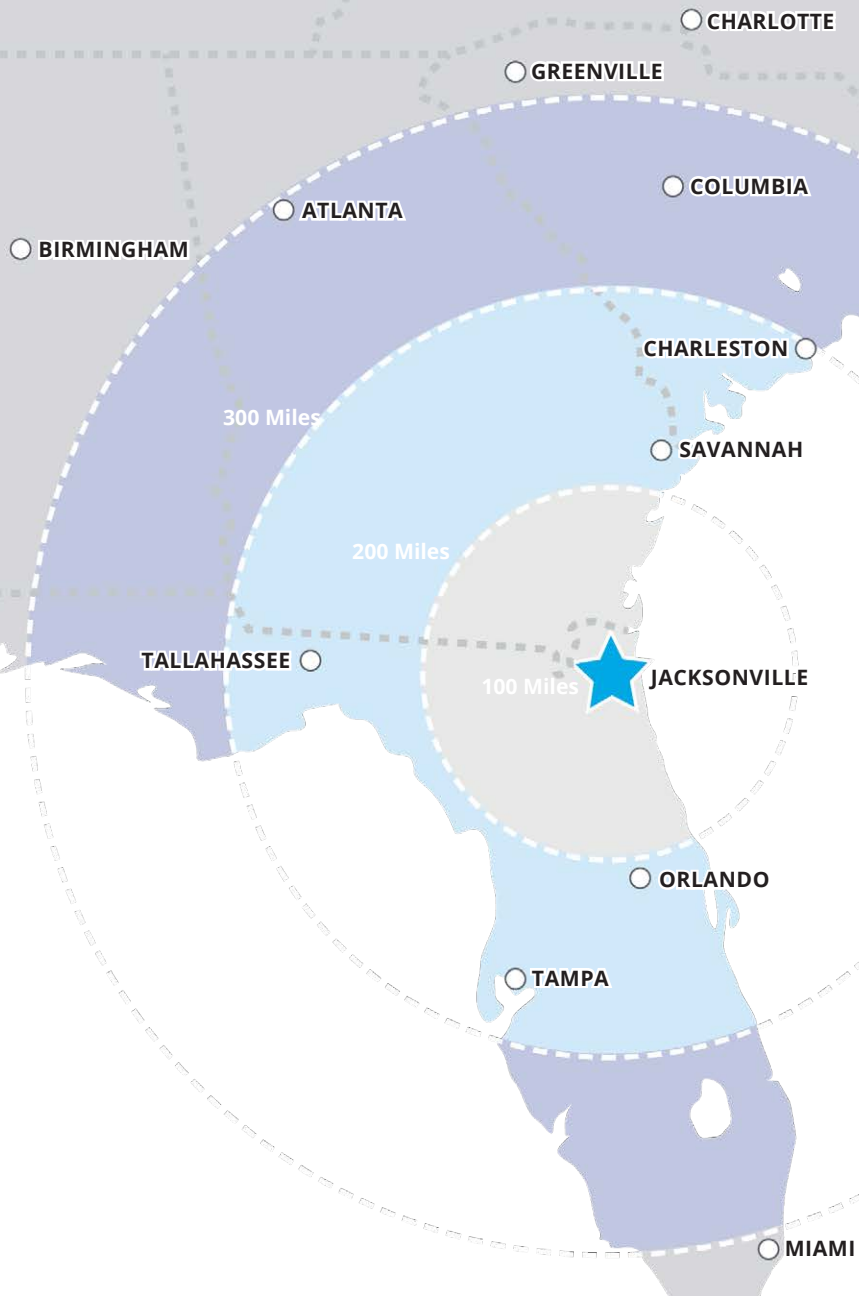 CHARLOTTE
GREENVILLE
COLUMBIA
ATLANTA
BIRMINGHAM
CHARLESTON
300 Miles
SAVANNAH
200 Miles
TALLAHASSEE
JACKSONVILLE
100 Miles
ORLANDO
TAMPA
MIAMI